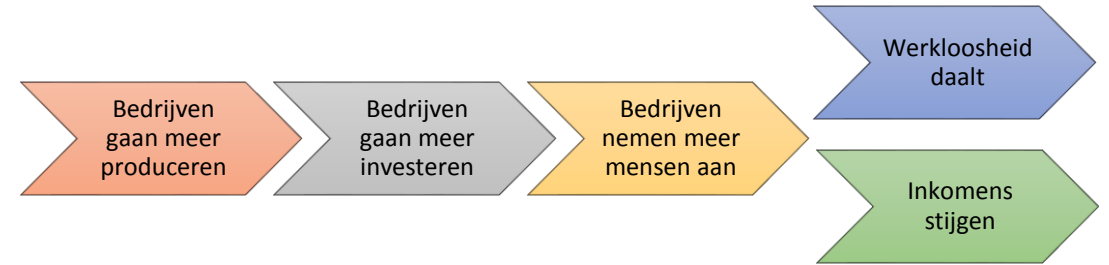 Bedrijven
gaan meer
produceren
Bedrijven
gaan meer
investeren
Bedrijven
nemen meer
mensen aan
Werkloosheid
daalt
Inkomens
stijgen